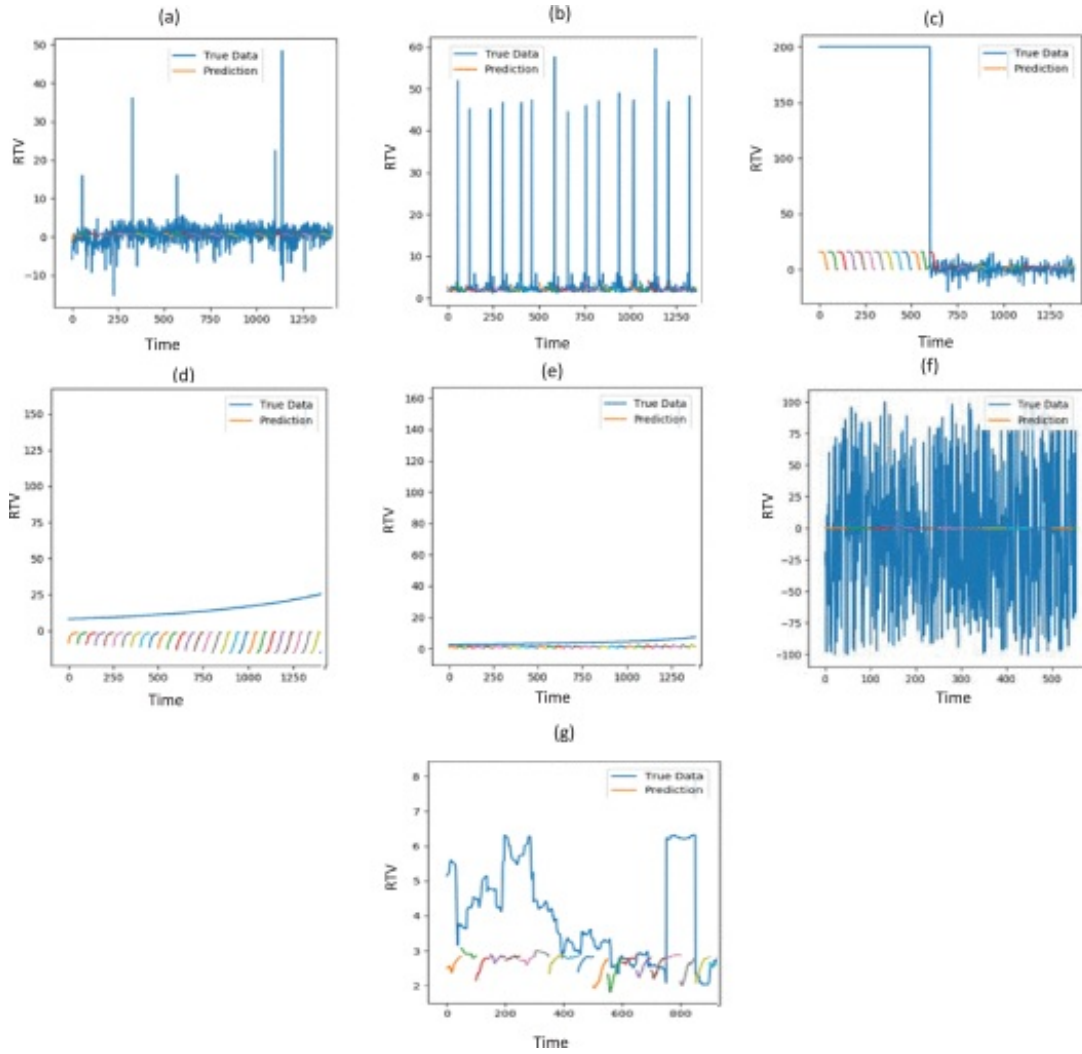 (a)
50
40
30
20
10
0
-10
RTV
True Data
Prediction
0 250 500 750 1000 1250
Time
(b)
60
50
40
30
20
10
0
RTV
True Data
Prediction
0 250 500 750 1000 1250
Time
(c)
200
150
100
50
0
RTV
True Data
Prediction
0 250 500 750 1000 1250
Time
(d)
150
125
100
75
50
25
0
RTV
True Data
Prediction
0 250 500 750 1000 1250
Time
(e)
160
140
120
100
80
60
40
20
0
RTV
True Data
Prediction
0 250 500 750 1000 1250
Time
(f)
100
75
50
25
0
-25
-50
-75
-100
RTV
True Data
Prediction
0 100 200 300 400 500
Time
(g)
8
7
6
5
4
3
2
RTV
True Data
Prediction
0 200 400 600 800
Time